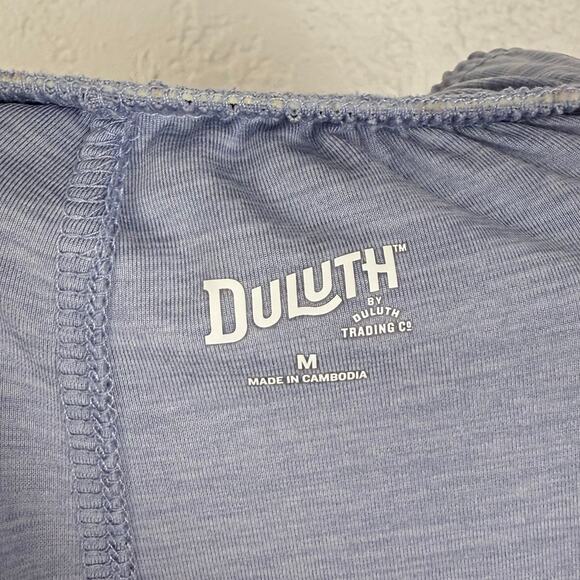 DULUTH™
BY
DULUTH
TRADING Cº
M
MADE IN CAMBODIA